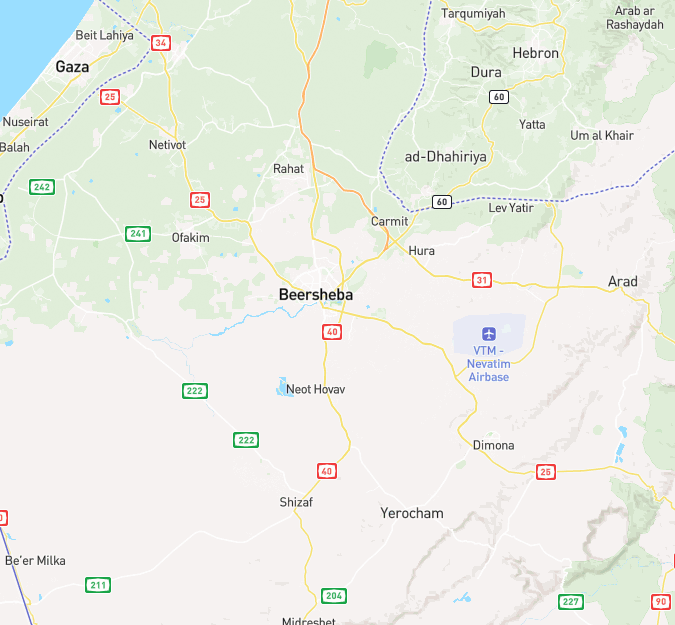 Tarqumiyah
Arab ar
Rashaydah
Beit Lahiya
34
Hebron
Gaza
Dura
25
60
Nuseirat
Yatta
Um al Khair
Balah
Netivot
ad-Dhahiriya
Rahat
242
25
60
Lev Yatir
Carmit
241
Ofakim
Hura
31
Arad
Beersheba
40
VTM -
Nevatim
Airbase
222
Neot Hovav
222
Dimona
40
25
Shizaf
Yerocham
Be'er Milka
211
204
227
90
Midreshet